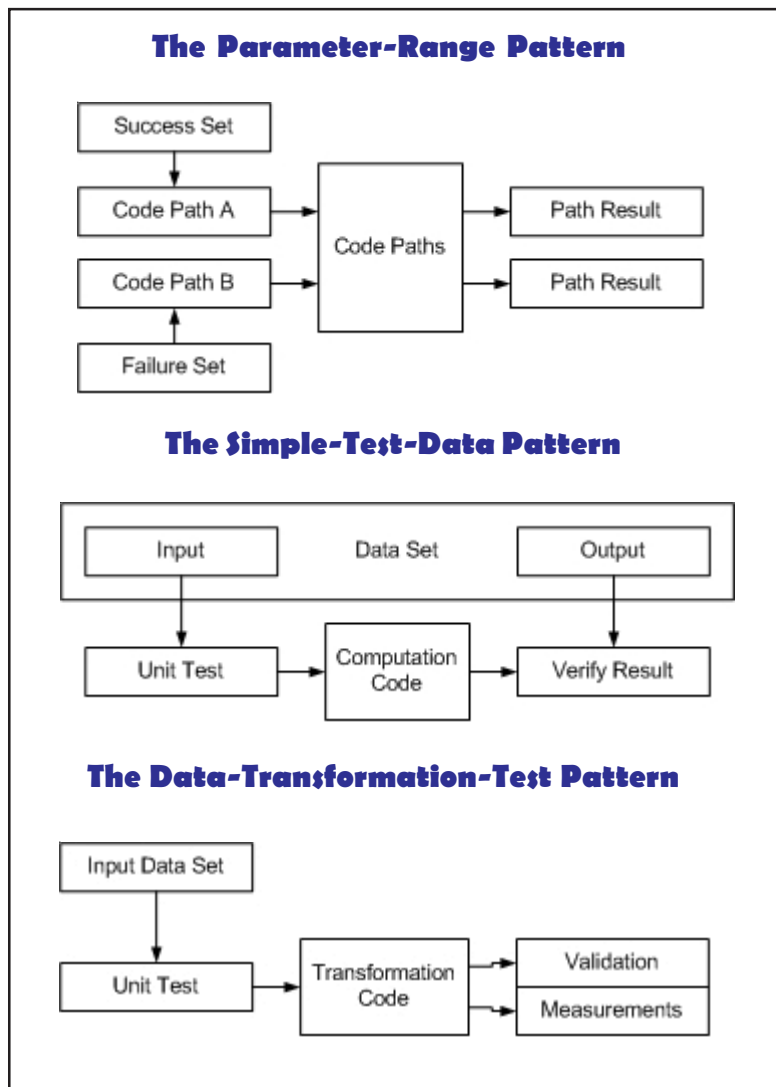 The Parameter-Range Pattern
Success Set
Code Path A
Code Paths
Path Result
Code Path B
Path Result
Failure Set
The Simple-Test-Data Pattern
Input
Data Set
Output
Unit Test
Computation
Code
Verify Result
The Data-Transformation-Test Pattern
Input Data Set
Unit Test
Transformation
Code
Validation
Measurements